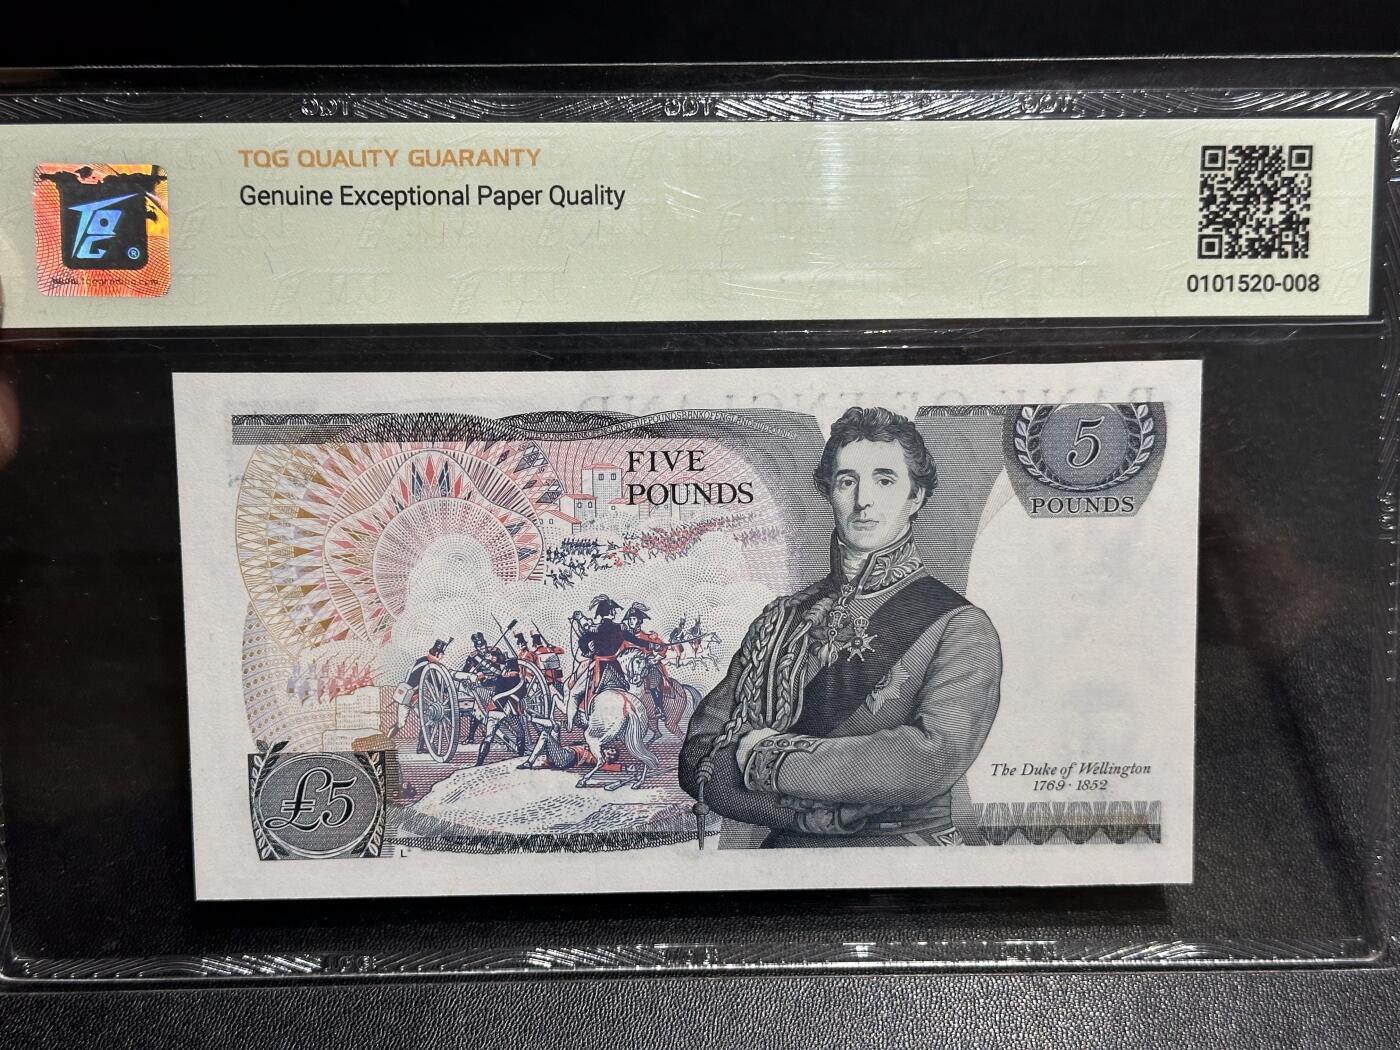 TQG QUALITY GUARANTY
Genuine Exceptional Paper Quality
TQG
®
0101520-008
FIVE
POUNDS
5
POUNDS
The Duke of Wellington
1769 · 1852
£5
L